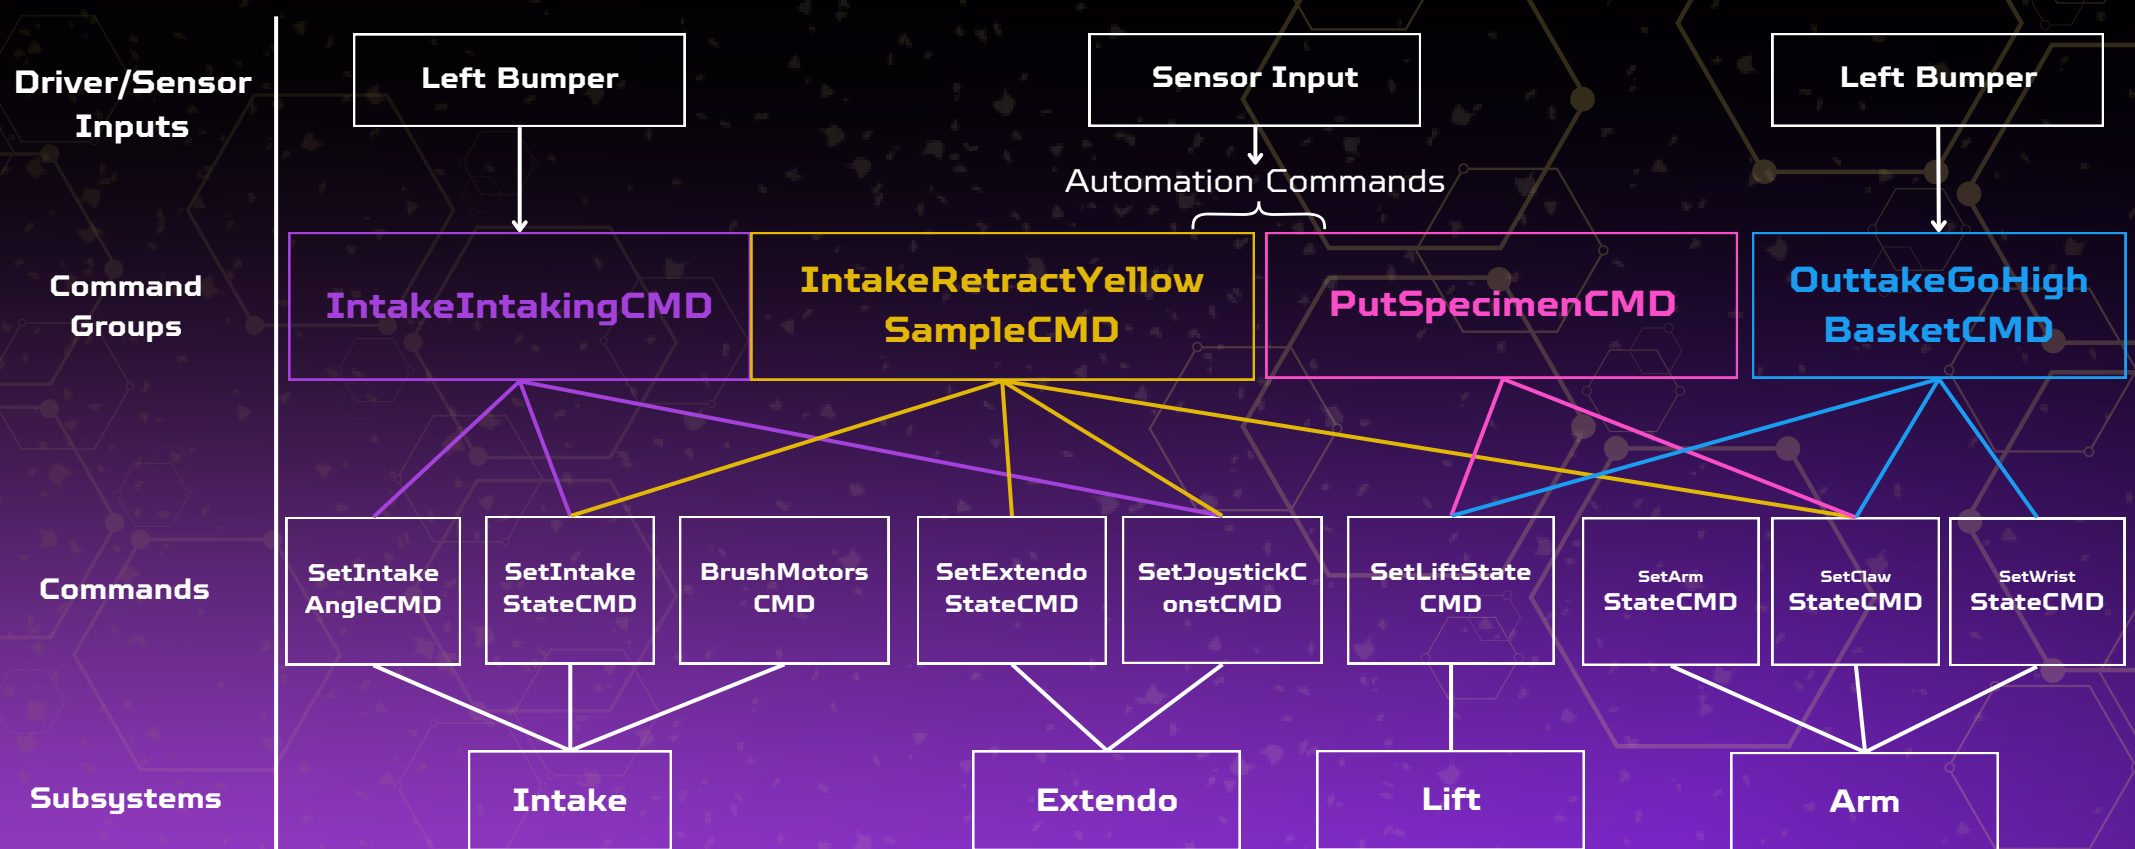 Driver/Sensor
Inputs
Left Bumper
Sensor Input
Left Bumper
Automation Commands
Command
Groups
IntakeIntakingCMD
IntakeRetractYellow
SampleCMD
PutSpecimenCMD
OuttakeGoHigh
BasketCMD
Commands
SetIntake
AngleCMD
SetIntake
StateCMD
BrushMotors
CMD
SetExtendo
StateCMD
SetJoystickC
onstCMD
SetLiftState
CMD
SetArm
StateCMD
SetClaw
StateCMD
SetWrist
StateCMD
Subsystems
Intake
Extendo
Lift
Arm